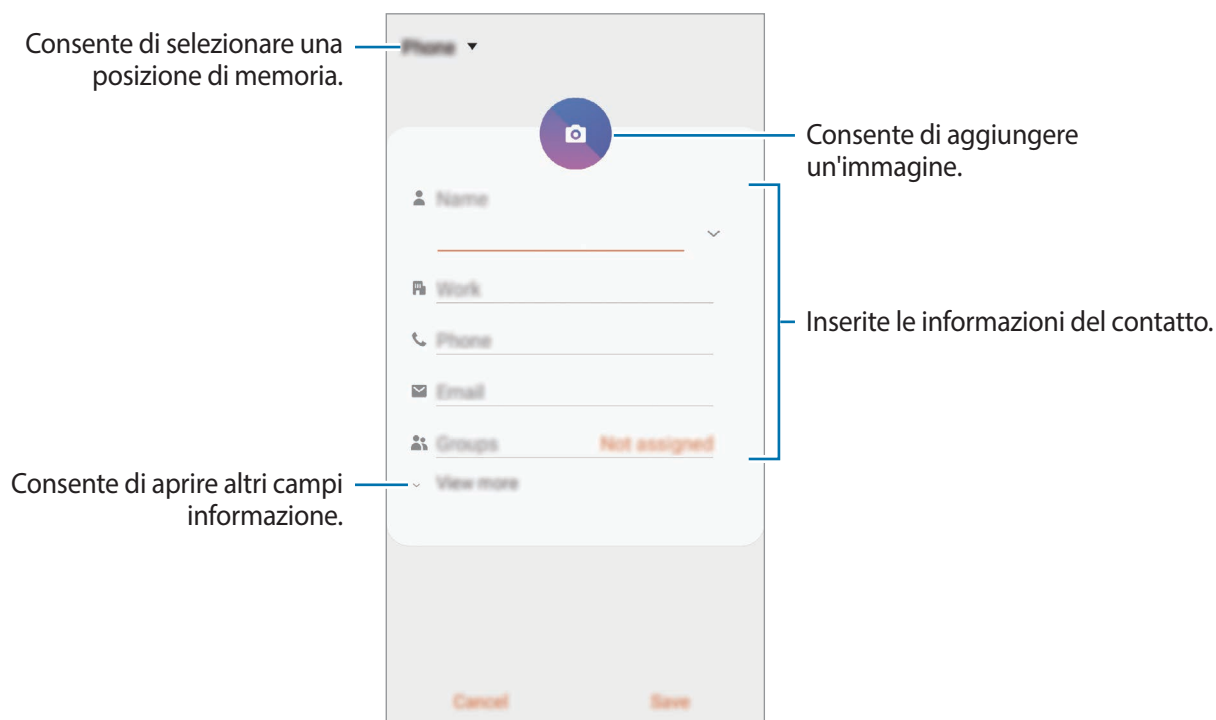 Consente di selezionare una
posizione di memoria.
Phone
Consente di aggiungere
un'immagine.
Name
Work
Phone
Inserite le informazioni del contatto.
Email
Groups Not assigned
Consente di aprire altri campi
informazione.
View more
Cancel Save